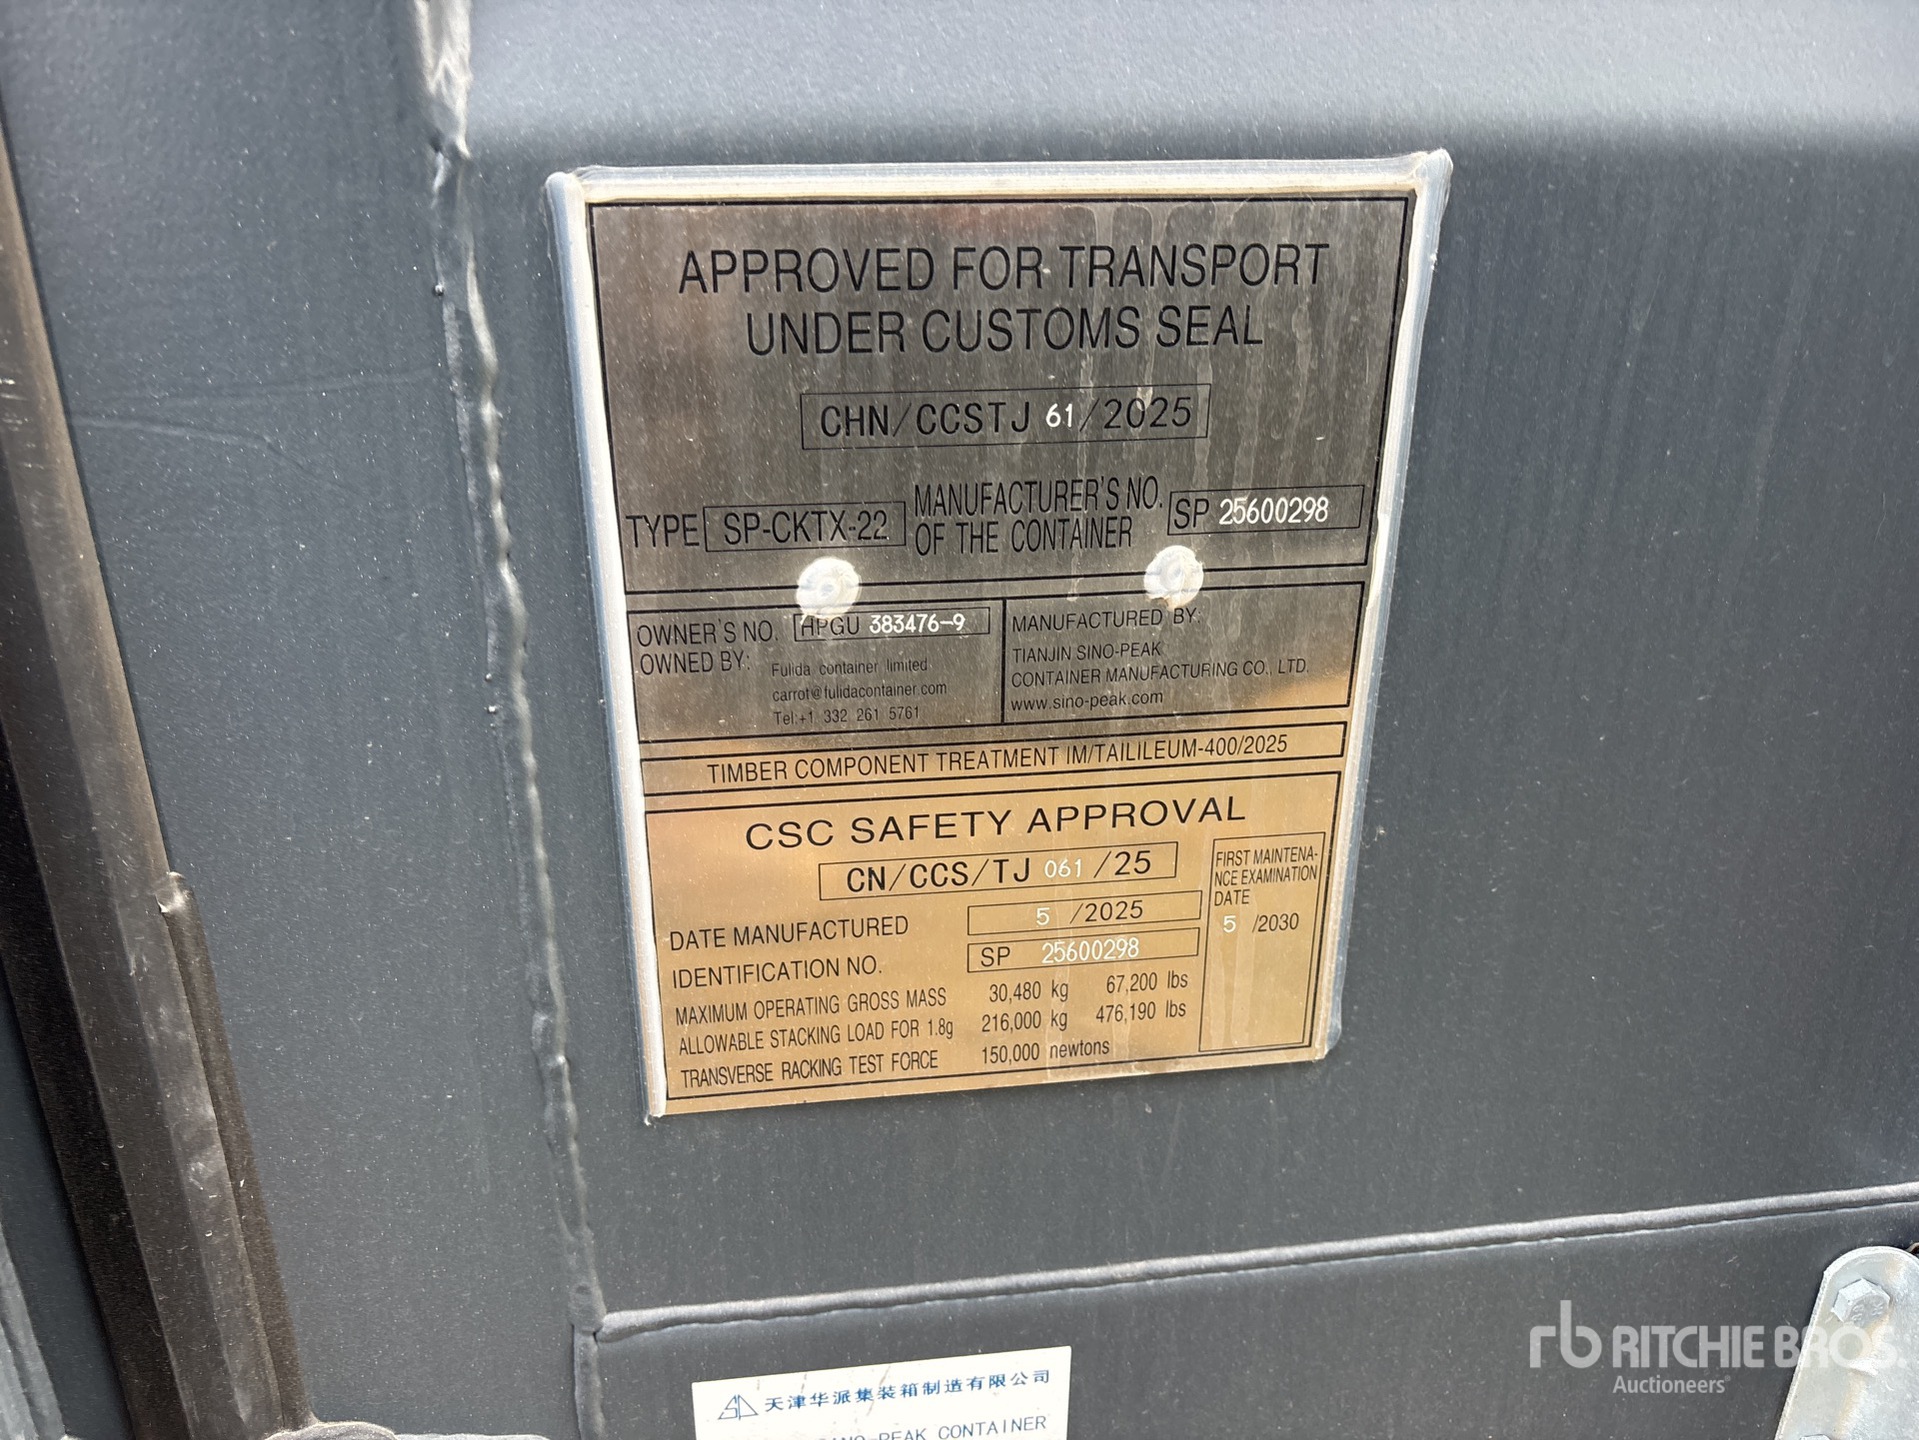 APPROVED FOR TRANSPORT
UNDER CUSTOMS SEAL
CHN/CCSTJ 61/2025
TYPE SP-CKTX-22 MANUFACTURER'S NO. OF THE CONTAINER SP 25600298
OWNER'S NO. HPGU 383476-9
OWNED BY: Fulida container limited
carrot@fulidacontainer.com
Tel:+1 332 261 5761
MANUFACTURED BY:
TIANJIN SINO-PEAK
CONTAINER MANUFACTURING CO., LTD.
www.sino-peak.com
TIMBER COMPONENT TREATMENT IM/TAILILEUM-400/2025
CSC SAFETY APPROVAL
CN/CCS/TJ 061/25
DATE MANUFACTURED 5/2025
IDENTIFICATION NO. SP 25600298
MAXIMUM OPERATING GROSS MASS 30,480 kg 67,200 lbs
ALLOWABLE STACKING LOAD FOR 1.8g 216,000 kg 476,190 lbs
TRANSVERSE RACKING TEST FORCE 150,000 newtons
FIRST MAINTENA-
NCE EXAMINATION
DATE
5 /2030
天津华派集装箱制造有限公司
CONTAINER
rb RITCHIE BROS.
Auctioneers